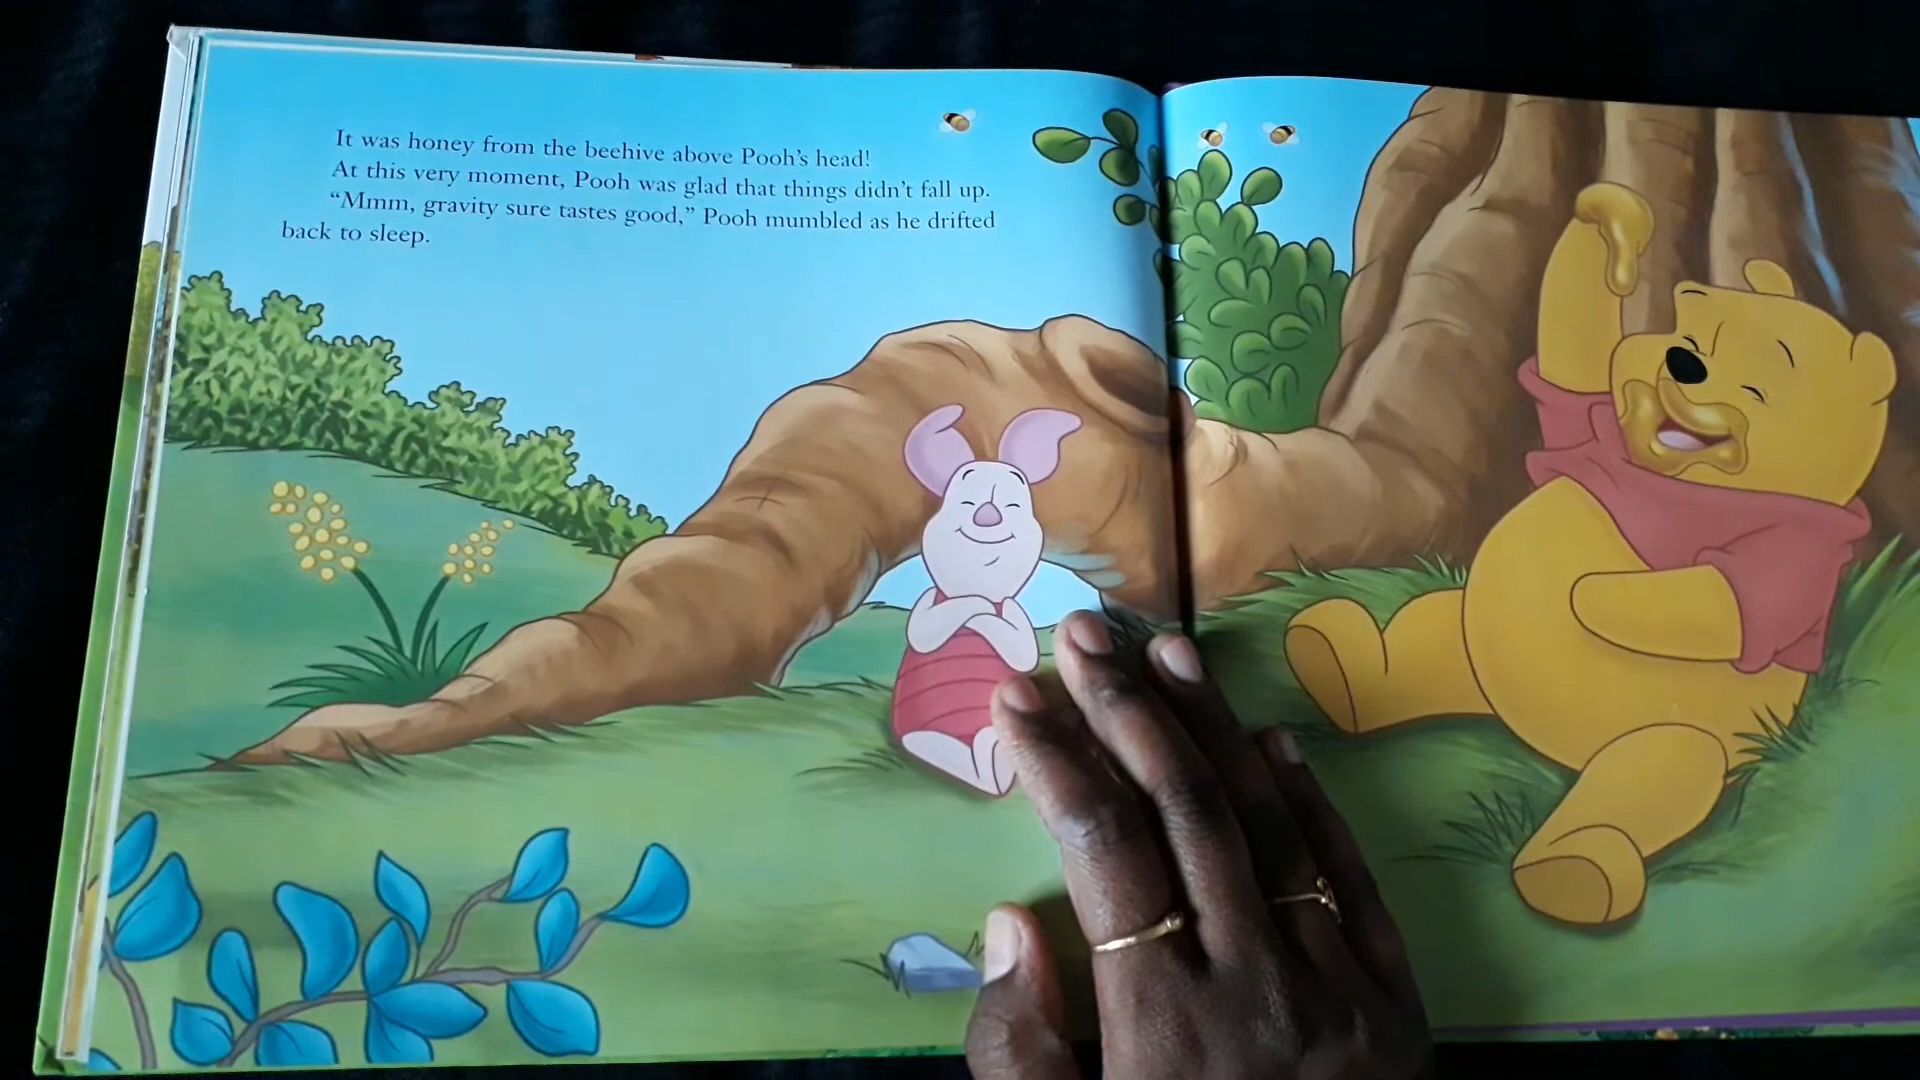 It was honey from the beehive above Pooh's head!
At this very moment, Pooh was glad that things didn't fall up.
“Mmm, gravity sure tastes good,” Pooh mumbled as he drifted
back to sleep.